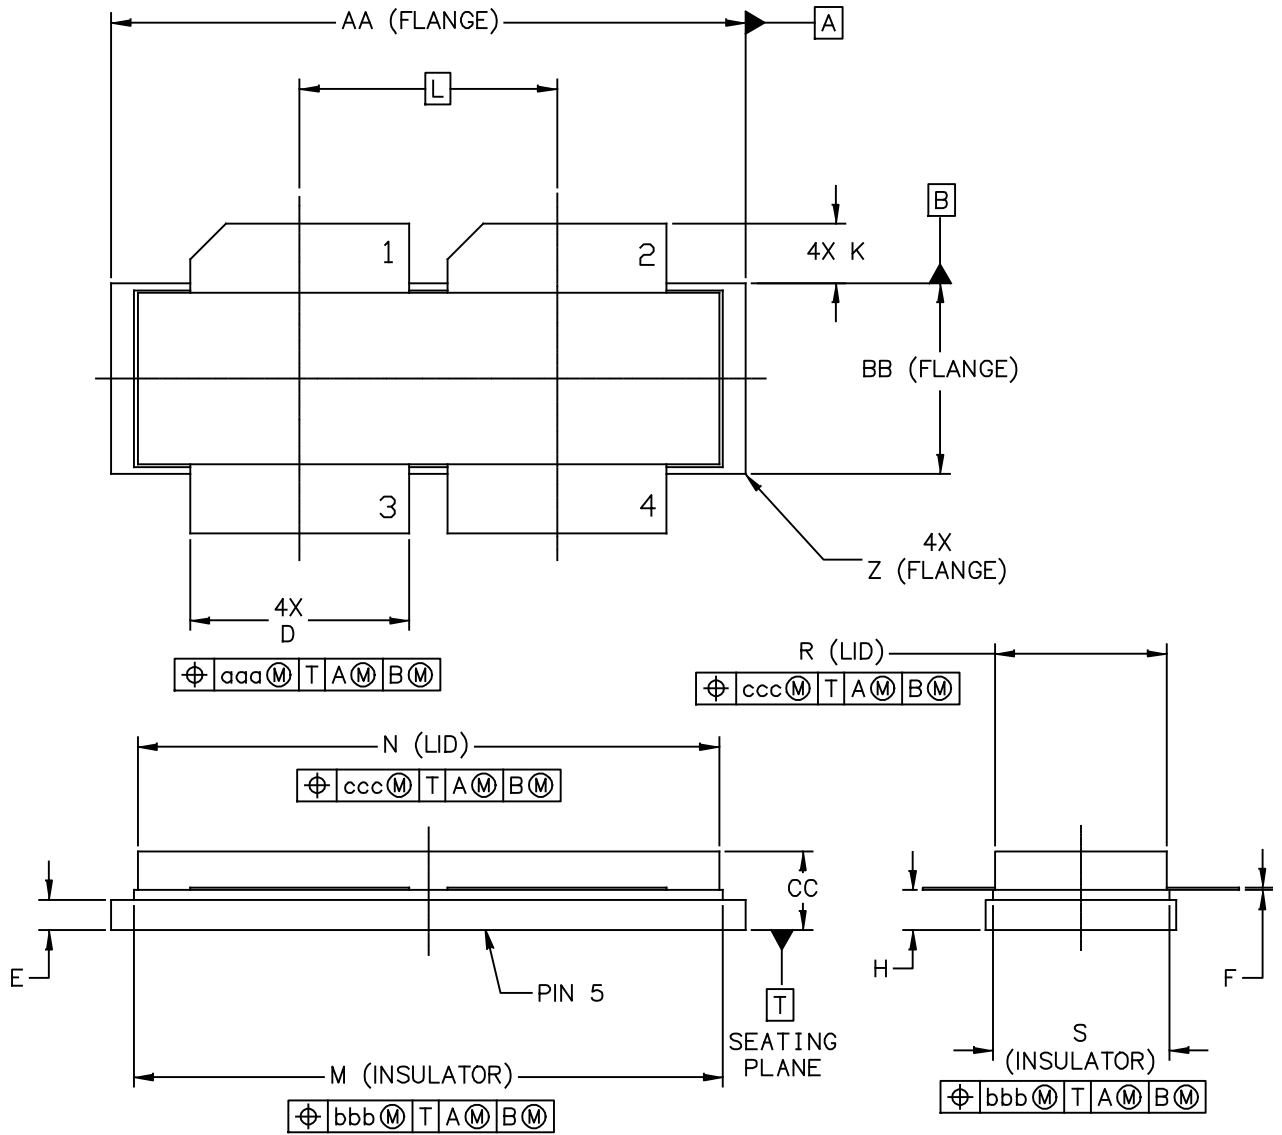 AA (FLANGE)
A
L
B
1
2
4X K
BB (FLANGE)
3
4
4X
Z (FLANGE)
4X
D
⌖ aaa Ⓜ T A Ⓜ B Ⓜ
R (LID)
⌖ ccc Ⓜ T A Ⓜ B Ⓜ
N (LID)
⌖ ccc Ⓜ T A Ⓜ B Ⓜ
CC
E
H
F
PIN 5
T
SEATING
PLANE
S
(INSULATOR)
M (INSULATOR)
⌖ bbb Ⓜ T A Ⓜ B Ⓜ
⌖ bbb Ⓜ T A Ⓜ B Ⓜ